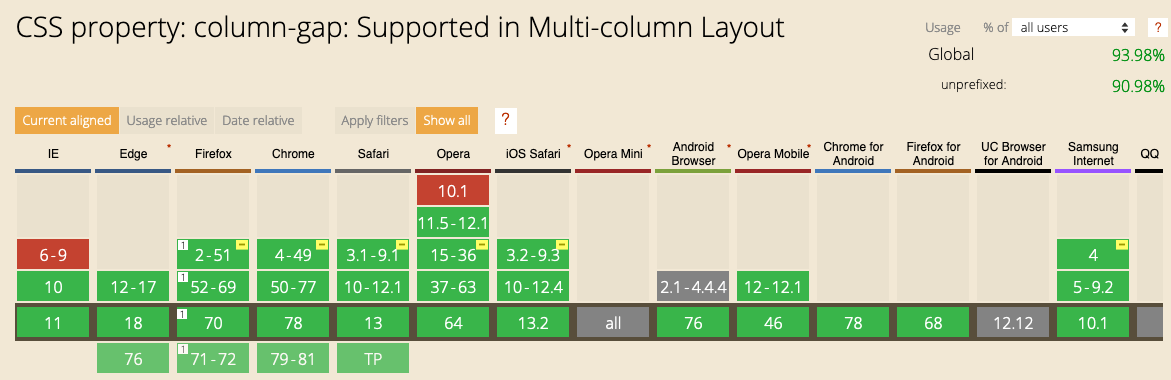 CSS property: column-gap: Supported in Multi-column Layout
Usage % of all users ?
Global 93.98%
unprefixed: 90.98%
Current aligned Usage relative Date relative Apply filters Show all ?
IE Edge * Firefox Chrome Safari Opera iOS Safari * Opera Mini * Android Browser * Opera Mobile * Chrome for Android Firefox for Android UC Browser for Android Samsung Internet QQ
10.1
11.5-12.1
6-9 1 2-51 4-49 3.1-9.1 15-36 3.2-9.3 4
10 12-17 1 52-69 50-77 10-12.1 37-63 10-12.4 2.1-4.4.4 12-12.1 5-9.2
11 18 1 70 78 13 64 13.2 all 76 46 78 68 12.12 10.1
76 1 71-72 79-81 TP